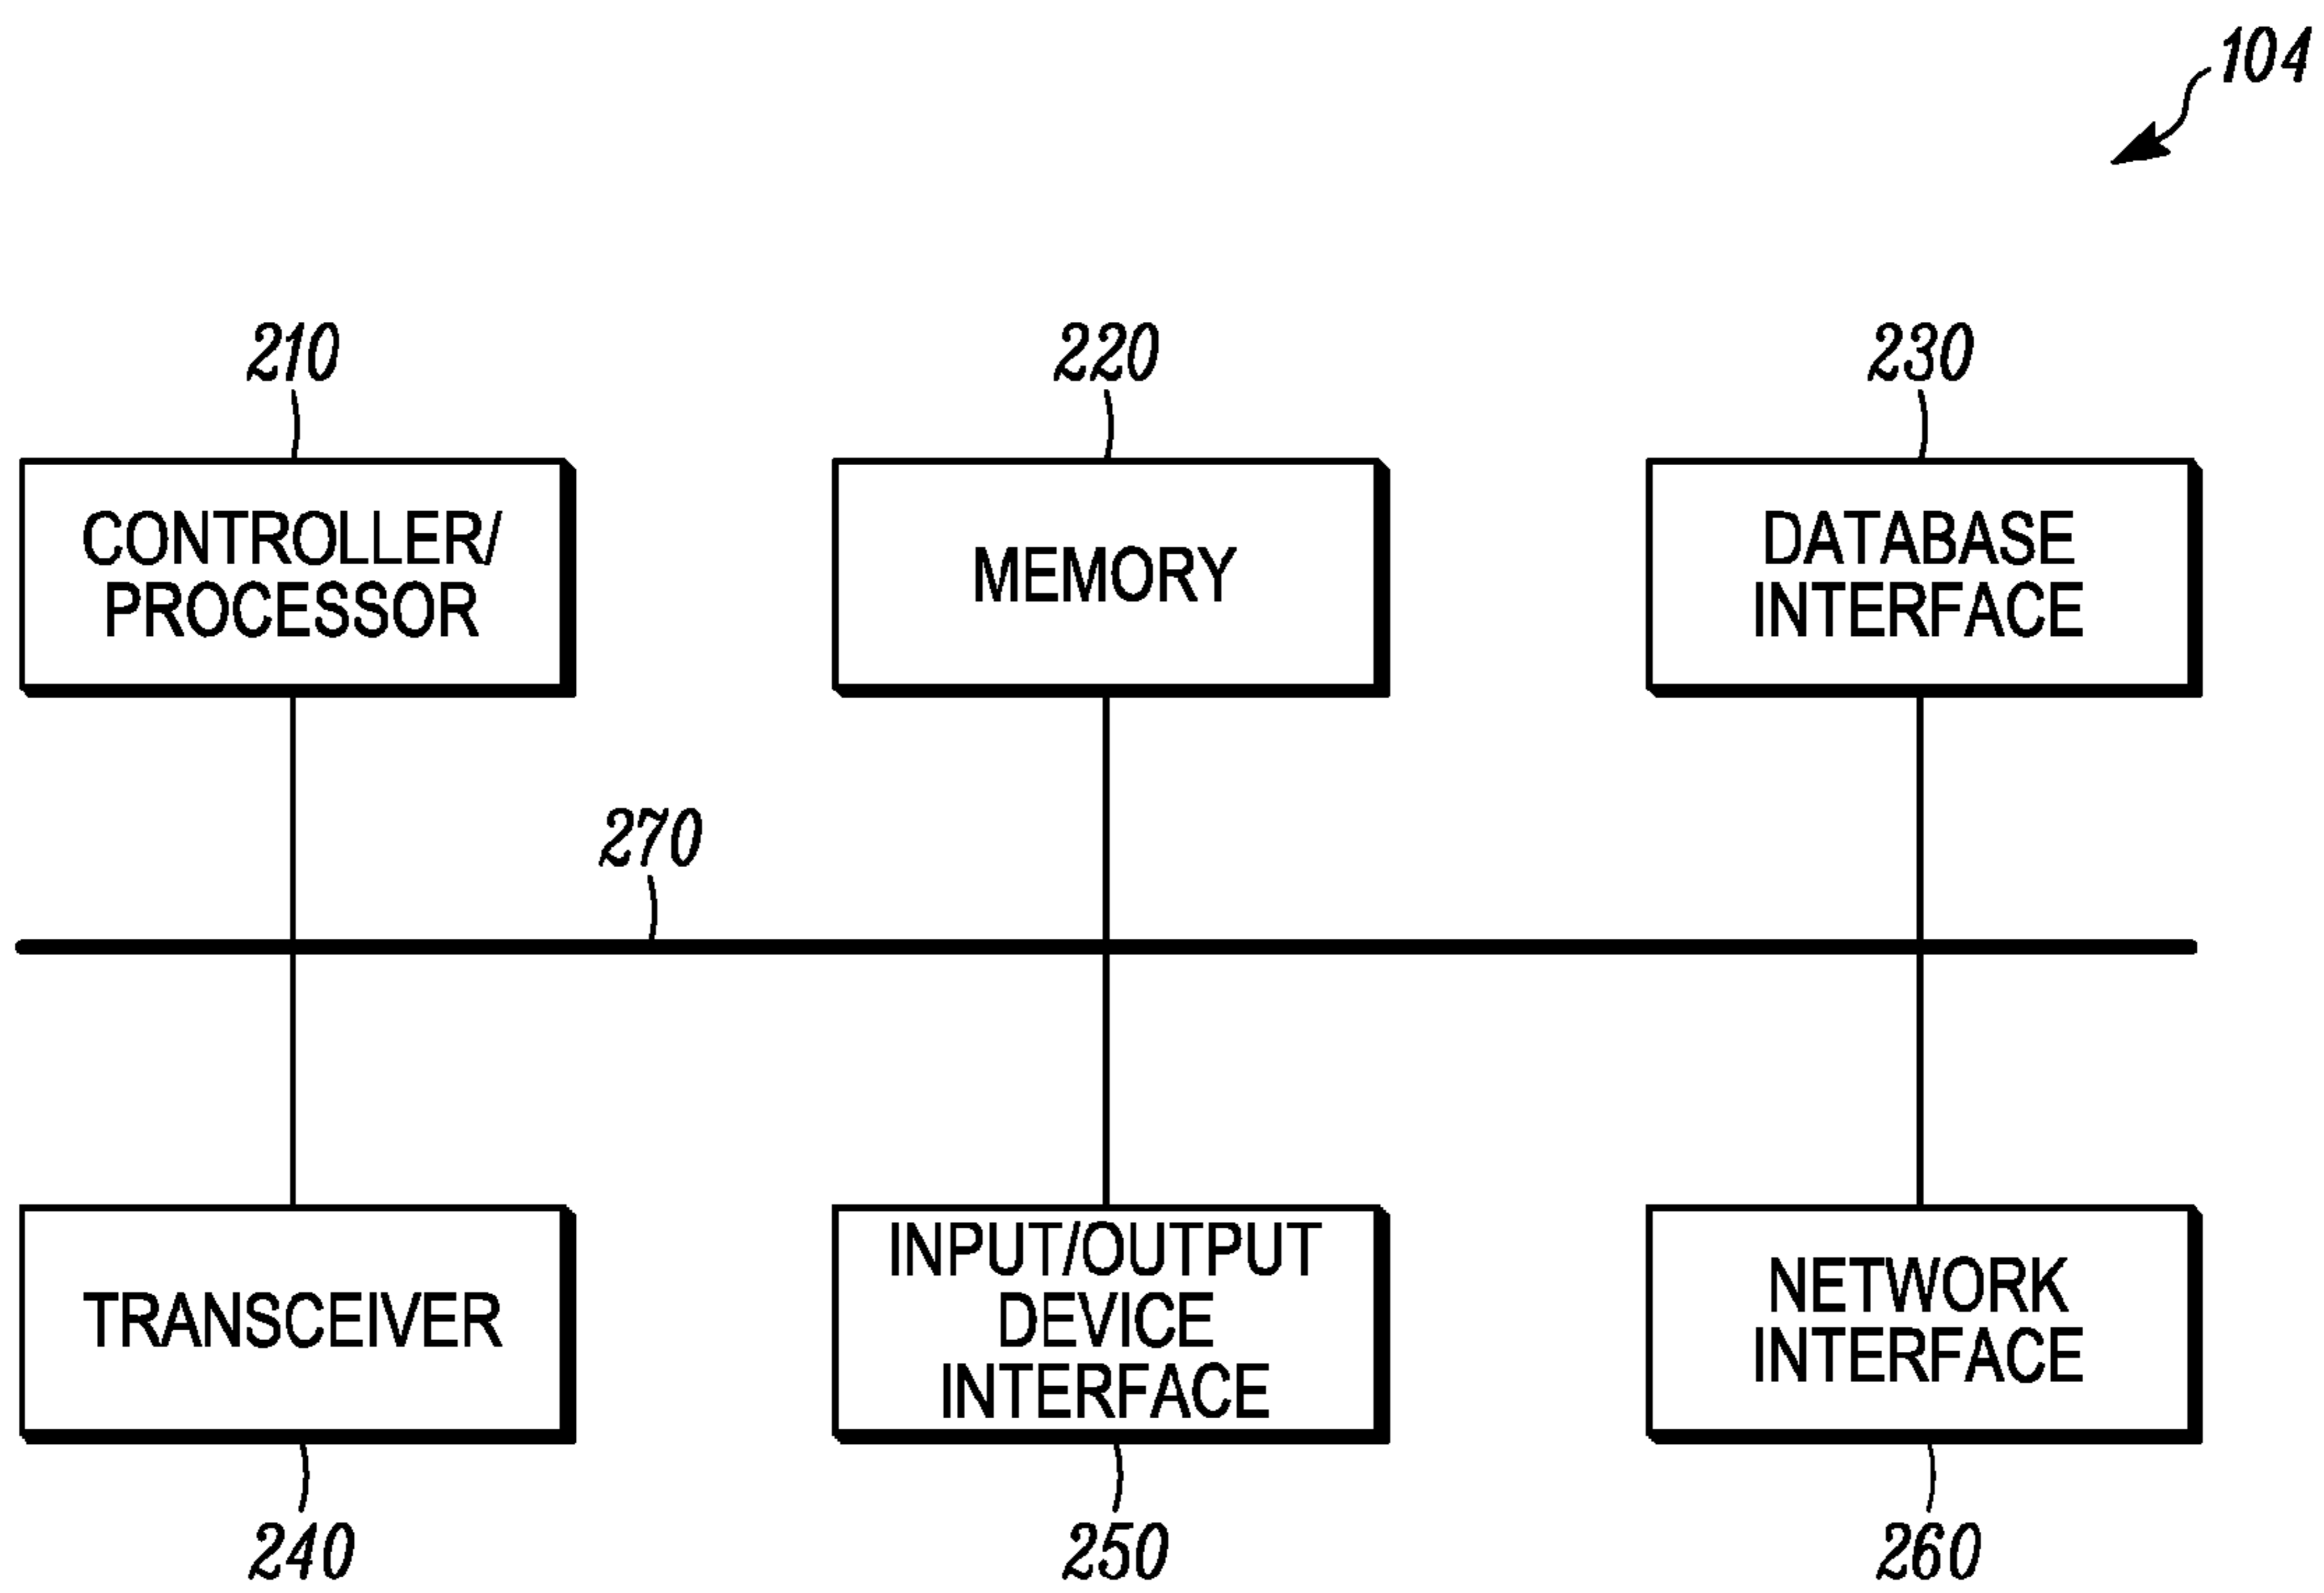 104
210
220
230
CONTROLLER/
PROCESSOR
MEMORY
DATABASE
INTERFACE
270
TRANSCEIVER
INPUT/OUTPUT
DEVICE
INTERFACE
NETWORK
INTERFACE
240
250
260